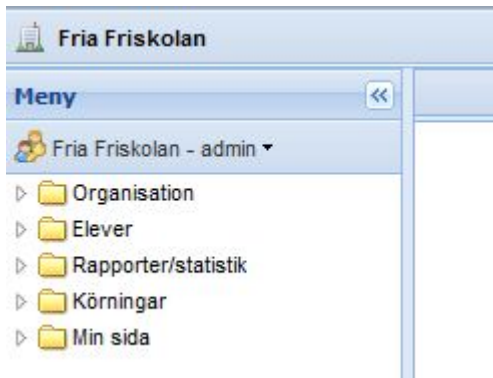 Fria Friskolan
Meny
Fria Friskolan - admin
Organisation
Elever
Rapporter/statistik
Körningar
Min sida